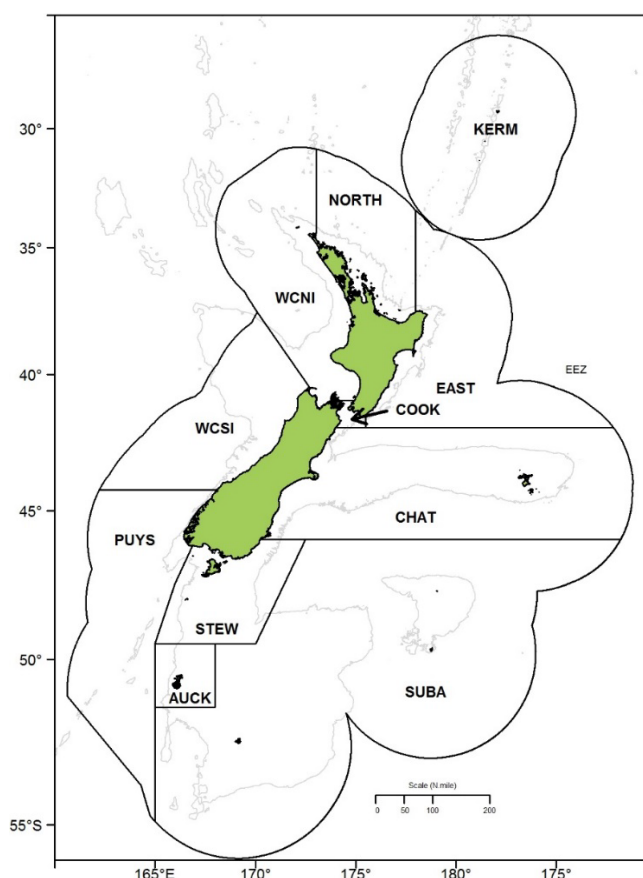 30°
KERM
NORTH
35°
WCNI
EEZ
40°
EAST
COOK
WCSI
45°
CHAT
PUYS
STEW
50°
AUCK
SUBA
Scale (N.mile)
0 50 100 200
55°S
165°E 170° 175° 180° 175°